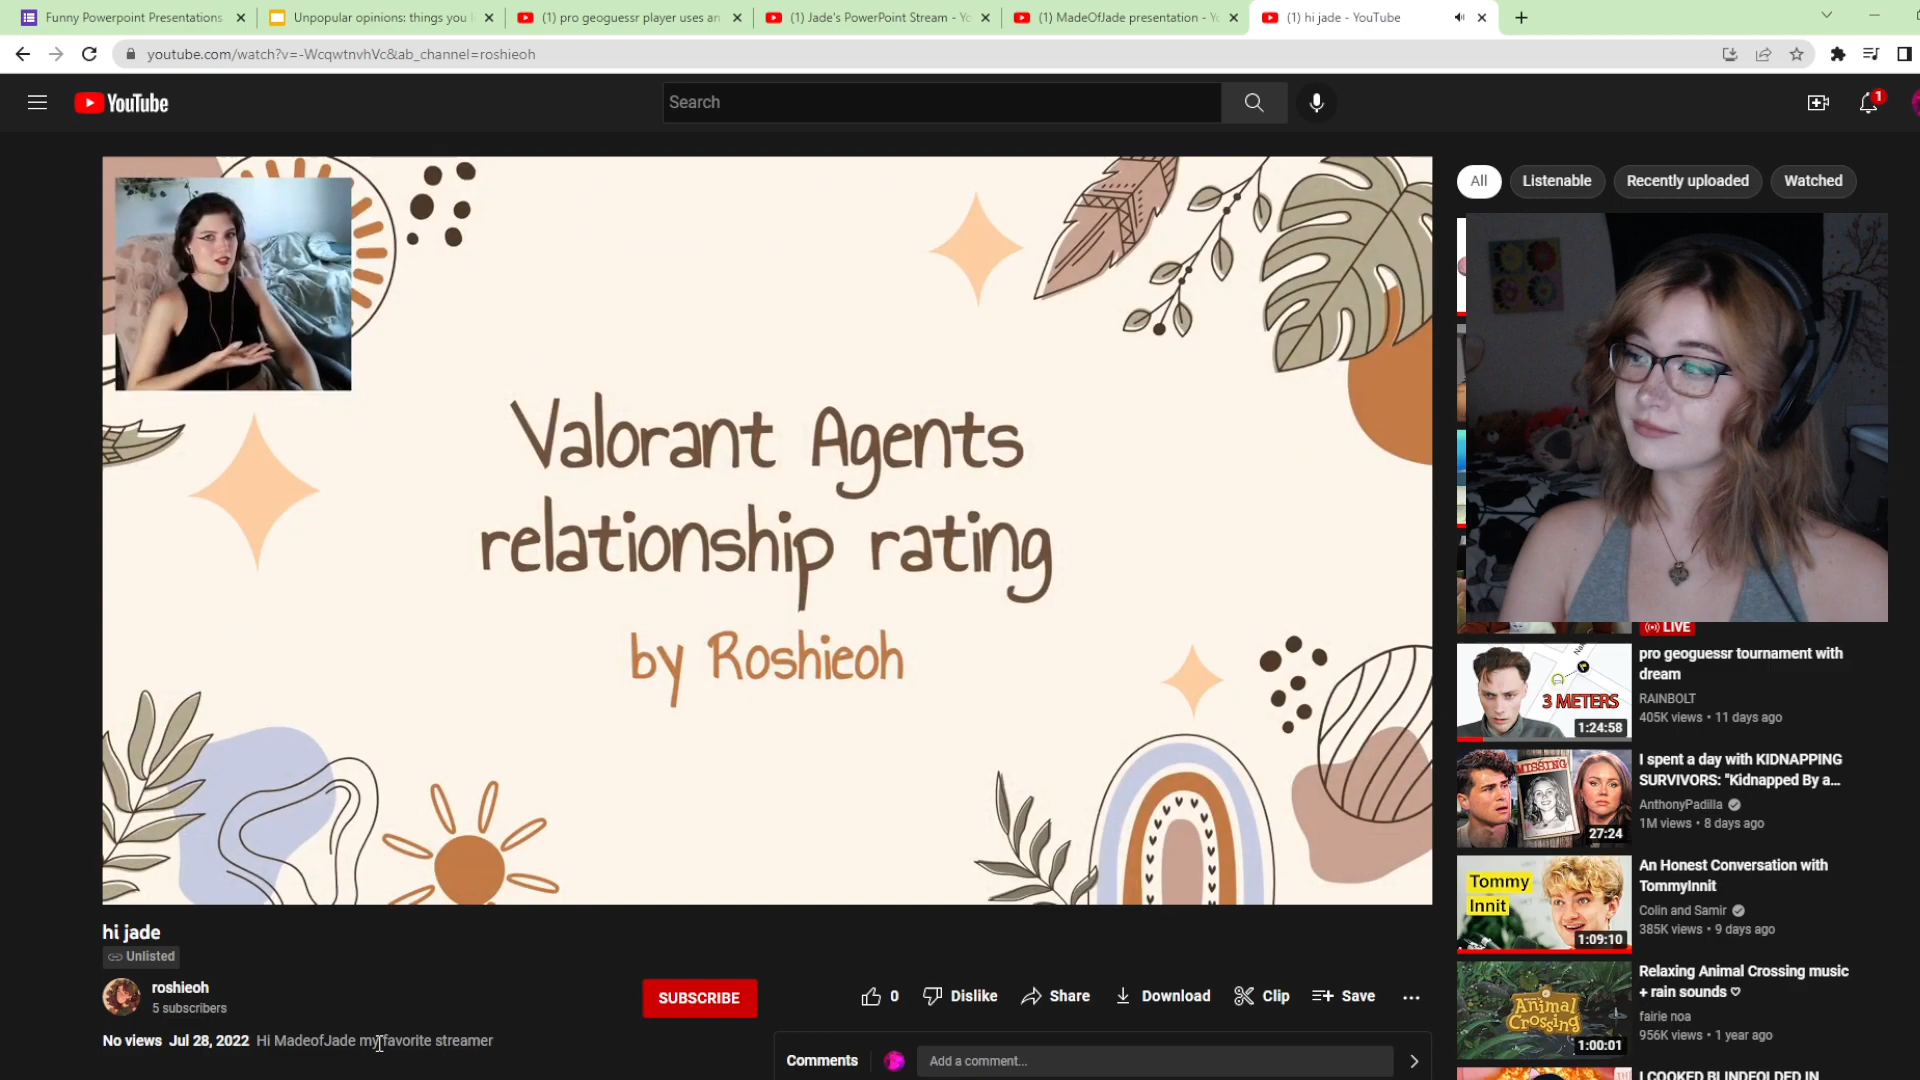 Funny Powerpoint Presentations
Unpopular opinions: things you
(1) pro geoguessr player uses an
(1) Jade's PowerPoint Stream - Yo
(1) MadeOfJade presentation - Yo
(1) hi jade - YouTube
youtube.com/watch?v=-WcqwtnvhVc&ab_channel=roshieoh
YouTube
Search
1
All
Listenable
Recently uploaded
Watched
Valorant Agents
relationship rating
by Roshieoh
LIVE
pro geoguessr tournament with
dream
RAINBOLT
405K views • 11 days ago
3 METERS
1:24:58
I spent a day with KIDNAPPING
SURVIVORS: "Kidnapped By a...
AnthonyPadilla
1M views • 8 days ago
MISSING
27:24
An Honest Conversation with
TommyInnit
Colin and Samir
385K views • 9 days ago
Tommy
Innit
1:09:10
Relaxing Animal Crossing music
+ rain sounds ♡
fairie noa
956K views • 1 year ago
Animal
Crossing
1:00:01
I COOKED BLINDFOLDED IN
hi jade
Unlisted
roshieoh
5 subscribers
SUBSCRIBE
0
Dislike
Share
Download
Clip
Save
No views Jul 28, 2022 Hi MadeofJade my favorite streamer
Comments
Add a comment...